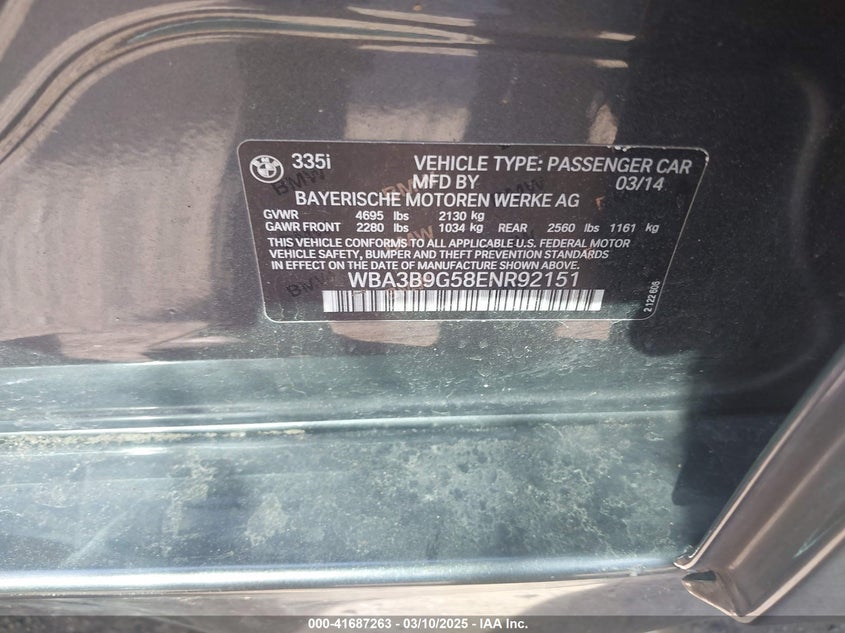 335i VEHICLE TYPE: PASSENGER CAR
MFD BY 03/14
BAYERISCHE MOTOREN WERKE AG
GVWR 4695 lbs 2130 kg
GAWR FRONT 2280 lbs 1034 kg REAR 2560 lbs 1161 kg
THIS VEHICLE CONFORMS TO ALL APPLICABLE U.S. FEDERAL MOTOR
VEHICLE SAFETY, BUMPER AND THEFT PREVENTION STANDARDS
IN EFFECT ON THE DATE OF MANUFACTURE SHOWN ABOVE.
WBA3B9G58ENR92151
2 122 608
000-41687263 - 03/10/2025 - IAA Inc.